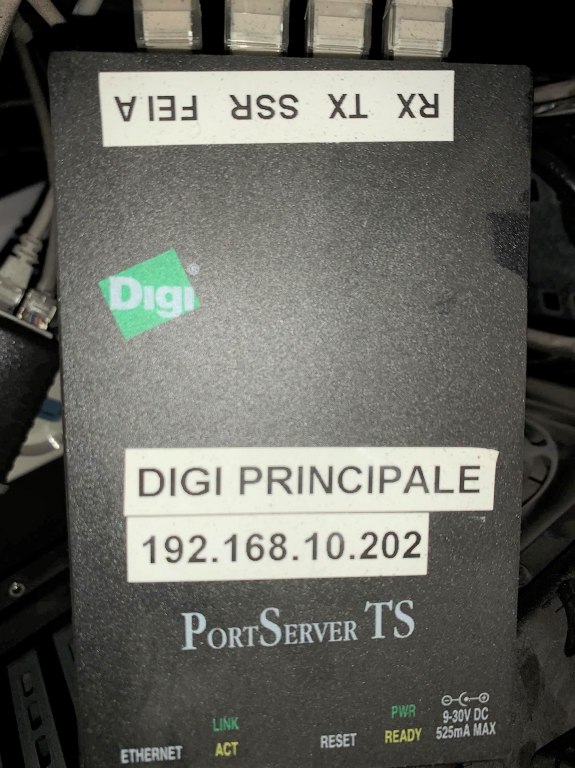 RX TX SSR FEIA
Digi®
DIGI PRINCIPALE
192.168.10.202
PORTSERVER TS
LINK PWR
ETHERNET ACT RESET READY
9-30V DC
525mA MAX